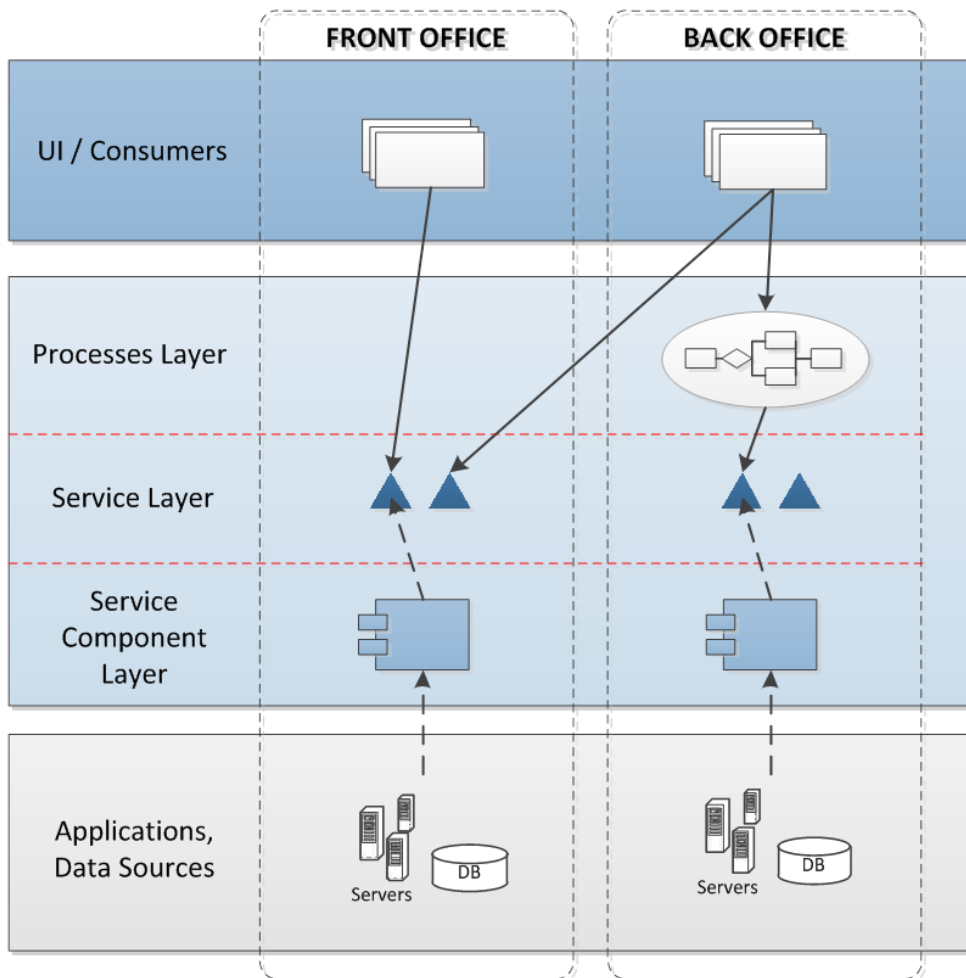 FRONT OFFICE
BACK OFFICE
UI / Consumers
Processes Layer
Service Layer
Service
Component
Layer
Applications,
Data Sources
Servers
DB
Servers
DB